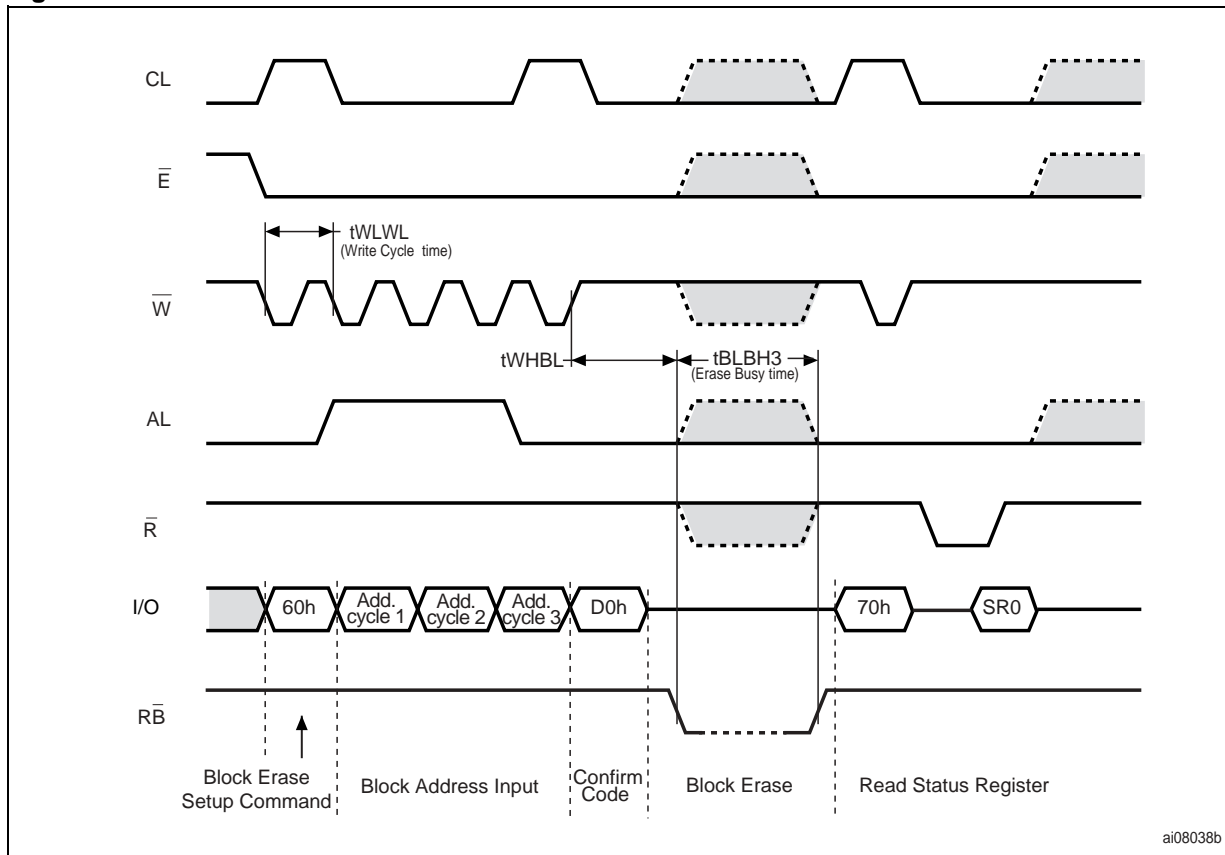 CL
E̅
tWLWL
(Write Cycle time)
W̅
tWHBL
tBLBH3
(Erase Busy time)
AL
R̅
I/O
60h
Add.
cycle 1
Add.
cycle 2
Add.
cycle 3
D0h
70h
SR0
RB̅
Block Erase
Setup Command
Block Address Input
Confirm
Code
Block Erase
Read Status Register
ai08038b